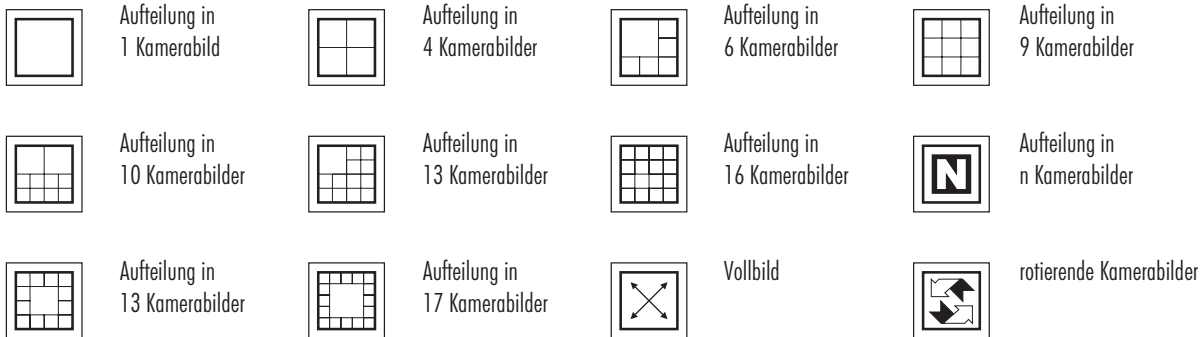 Aufteilung in
1 Kamerabild
Aufteilung in
4 Kamerabilder
Aufteilung in
6 Kamerabilder
Aufteilung in
9 Kamerabilder
Aufteilung in
10 Kamerabilder
Aufteilung in
13 Kamerabilder
Aufteilung in
16 Kamerabilder
N
Aufteilung in
n Kamerabilder
Aufteilung in
13 Kamerabilder
Aufteilung in
17 Kamerabilder
Vollbild
rotierende Kamerabilder